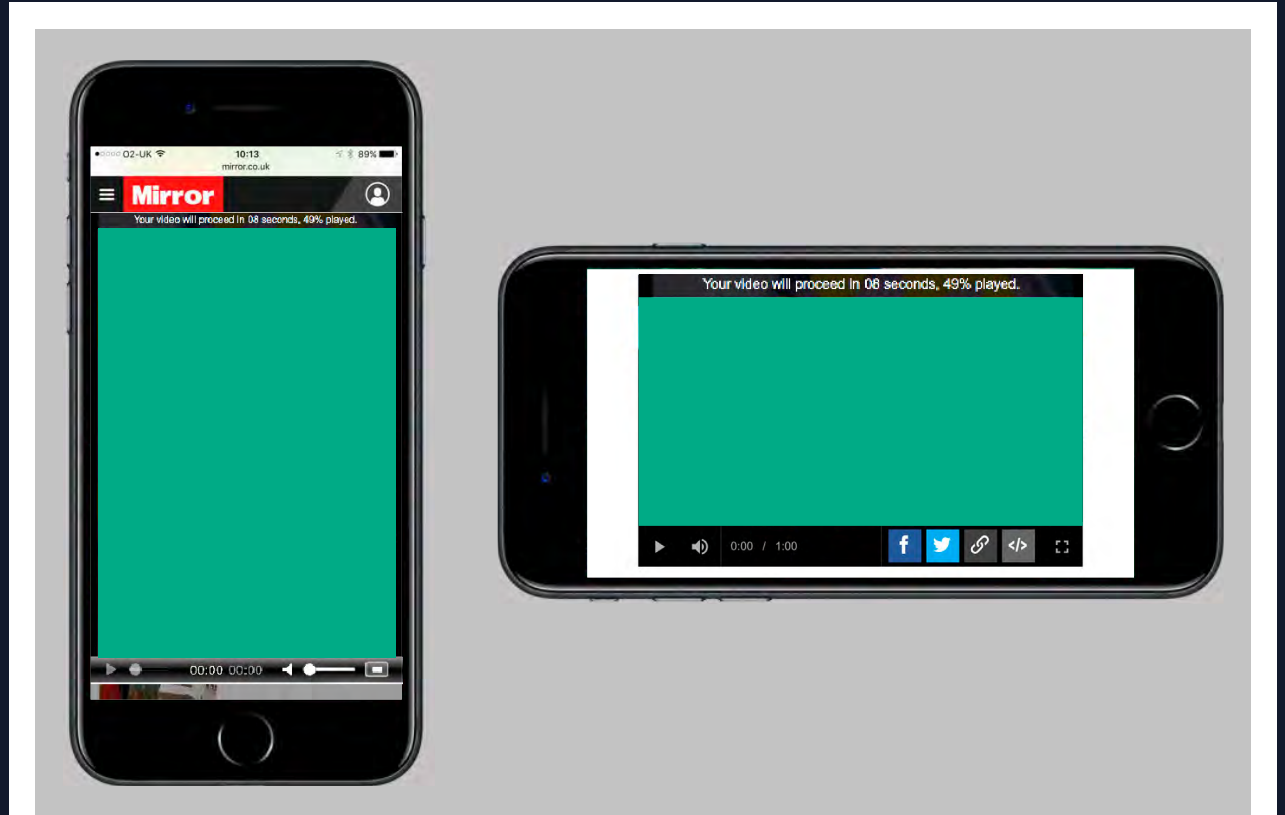 O2-UK 10:13 89%
mirror.co.uk
Mirror
Your video will proceed in 08 seconds, 49% played.
00:00 00:00
Your video will proceed in 08 seconds, 49% played.
0:00 / 1:00 f </>